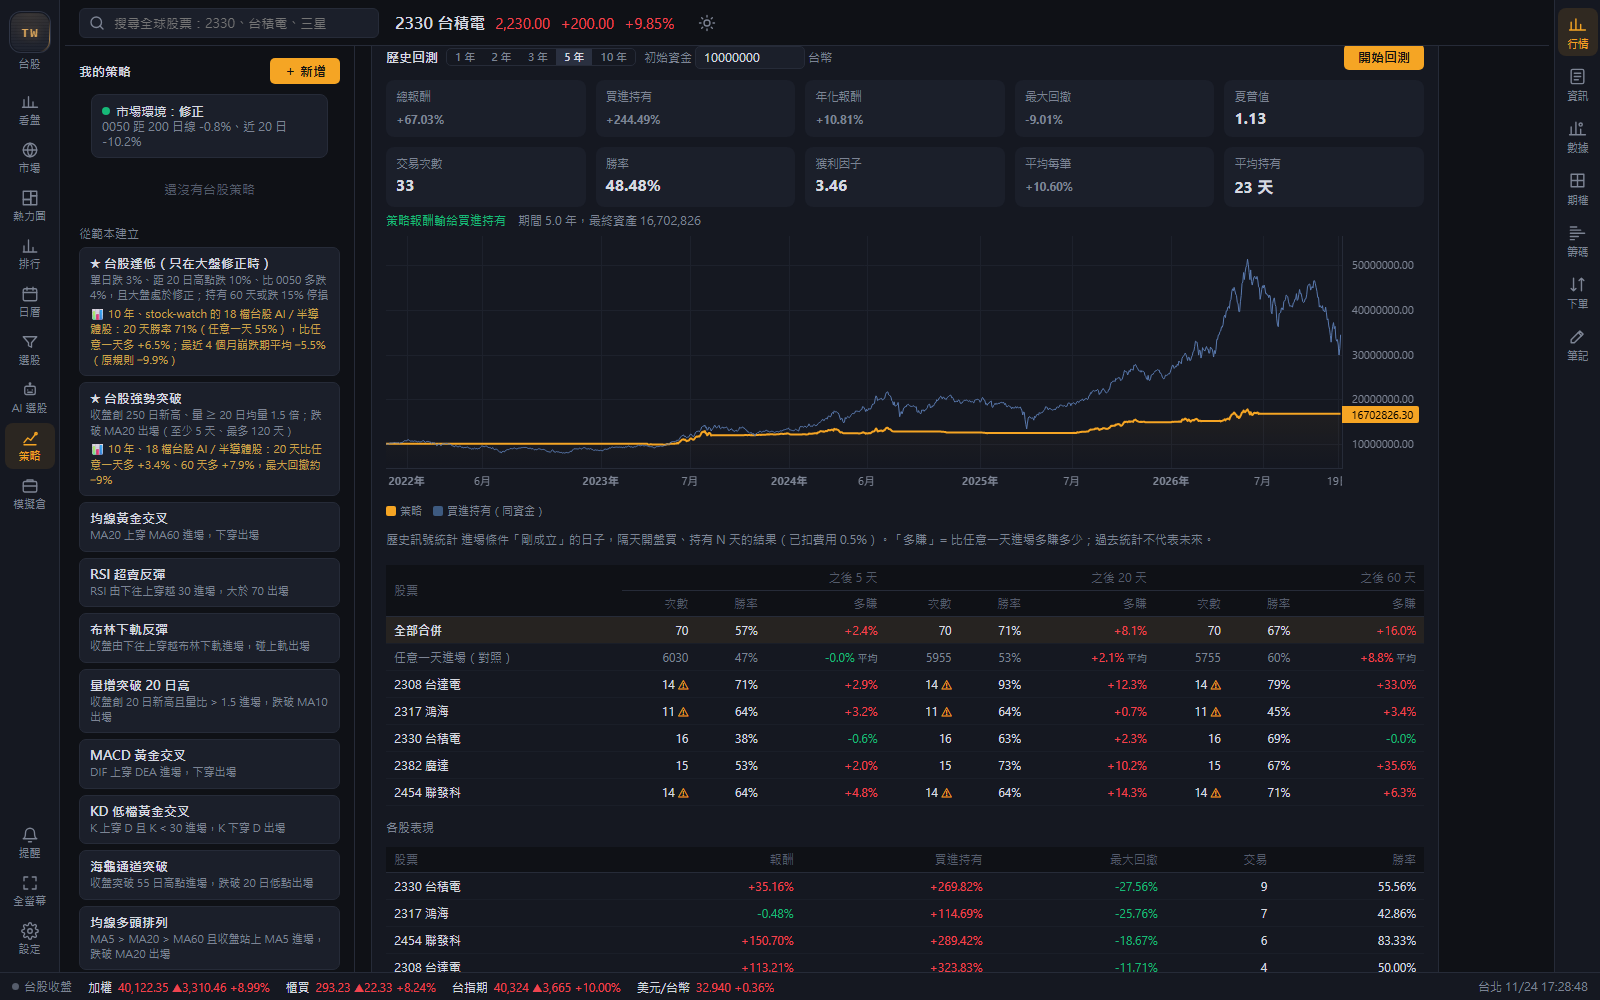 TW
台股
看盤
市場
熱力圖
排行
日曆
選股
AI 選股
策略
模擬倉
提醒
全螢幕
設定
搜尋全球股票：2330、台積電、三星
2330 台積電 2,230.00 +200.00 +9.85%
我的策略
+ 新增
市場環境：修正
0050 距 200 日線 -0.8%、近 20 日
-10.2%
還沒有台股策略
從範本建立
★ 台股逢低（只在大盤修正時）
單日跌 3%、距 20 日高點跌 10%、比 0050 多跌
4%，且大盤處於修正；持有 60 天或跌 15% 停損
📊 10 年、stock-watch 的 18 檔台股 AI / 半導
體股：20 天勝率 71%（任意一天 55%），比任
意一天多 +6.5%；最近 4 個月崩跌期平均 −5.5%
（原規則 −9.9%）
★ 台股強勢突破
收盤創 250 日新高、量 ≥ 20 日均量 1.5 倍；跌
破 MA20 出場（至少 5 天、最多 120 天）
📊 10 年、18 檔台股 AI / 半導體股：20 天比任
意一天多 +3.4%、60 天多 +7.9%，最大回撤約
−9%
均線黃金交叉
MA20 上穿 MA60 進場，下穿出場
RSI 超賣反彈
RSI 由下往上穿越 30 進場，大於 70 出場
布林下軌反彈
收盤由下往上穿越布林下軌進場，碰上軌出場
量增突破 20 日高
收盤創 20 日新高且量比 > 1.5 進場，跌破 MA10
出場
MACD 黃金交叉
DIF 上穿 DEA 進場，下穿出場
KD 低檔黃金交叉
K 上穿 D 且 K < 30 進場，K 下穿 D 出場
海龜通道突破
收盤突破 55 日高點進場，跌破 20 日低點出場
均線多頭排列
MA5 > MA20 > MA60 且收盤站上 MA5 進場，
跌破 MA20 出場
歷史回測 1 年 2 年 3 年 5 年 10 年 初始資金 10000000 台幣
開始回測
總報酬 買進持有 年化報酬 最大回撤 夏普值
+67.03% +244.49% +10.81% -9.01% 1.13
交易次數 勝率 獲利因子 平均每筆 平均持有
33 48.48% 3.46 +10.60% 23 天
策略報酬輸給買進持有 期間 5.0 年，最終資產 16,702,826
50000000.00
40000000.00
30000000.00
20000000.00
16702826.30
10000000.00
2022年 6月 2023年 7月 2024年 6月 2025年 7月 2026年 7月 19日
策略 買進持有（同資金）
歷史訊號統計 進場條件「剛成立」的日子，隔天開盤買、持有 N 天的結果（已扣費用 0.5%）。「多賺」= 比任意一天進場多賺多少；過去統計不代表未來。
股票 之後 5 天 之後 20 天 之後 60 天
次數 勝率 多賺 次數 勝率 多賺 次數 勝率 多賺
全部合併 70 57% +2.4% 70 71% +8.1% 70 67% +16.0%
任意一天進場（對照） 6030 47% -0.0% 平均 5955 53% +2.1% 平均 5755 60% +8.8% 平均
2308 台達電 14 ⚠ 71% +2.9% 14 ⚠ 93% +12.3% 14 ⚠ 79% +33.0%
2317 鴻海 11 ⚠ 64% +3.2% 11 ⚠ 64% +0.7% 11 ⚠ 45% +3.4%
2330 台積電 16 38% -0.6% 16 63% +2.3% 16 69% -0.0%
2382 廣達 15 53% +2.0% 15 73% +10.2% 15 67% +35.6%
2454 聯發科 14 ⚠ 64% +4.8% 14 ⚠ 64% +14.3% 14 ⚠ 71% +6.3%
各股表現
股票 報酬 買進持有 最大回撤 交易 勝率
2330 台積電 +35.16% +269.82% -27.56% 9 55.56%
2317 鴻海 -0.48% +114.69% -25.76% 7 42.86%
2454 聯發科 +150.70% +289.42% -18.67% 6 83.33%
2308 台達電 +113.21% +323.83% -11.71% 4 50.00%
行情
資訊
數據
期權
籌碼
下單
筆記
台股收盤 加權 40,122.35 ▲3,310.46 +8.99% 櫃買 293.23 ▲22.33 +8.24% 台指期 40,324 ▲3,665 +10.00% 美元/台幣 32.940 +0.36%
台北 11/24 17:28:48